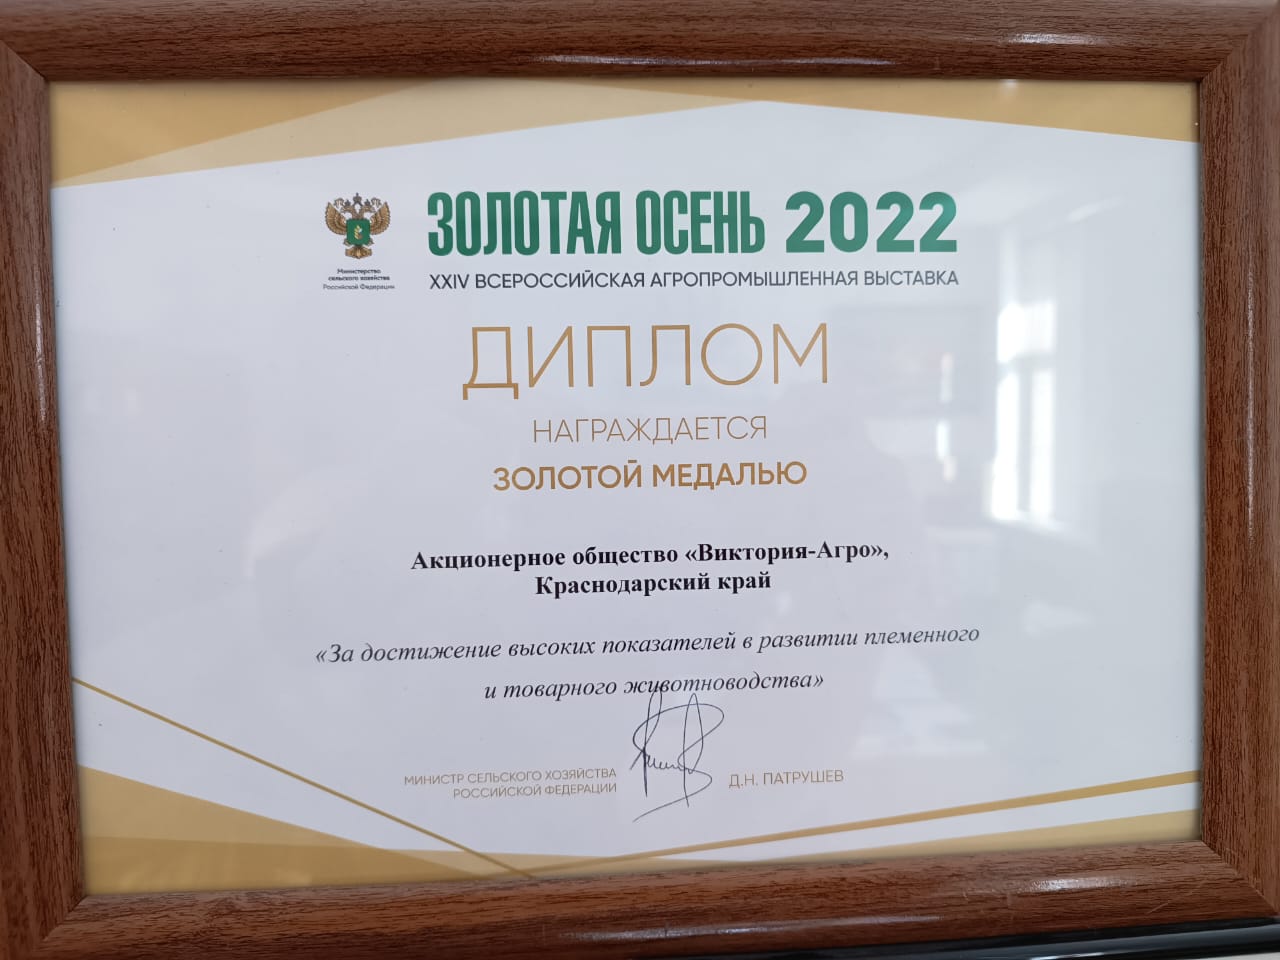 Министерство
сельского хозяйства
Российской Федерации
ЗОЛОТАЯ ОСЕНЬ 2022
XXIV ВСЕРОССИЙСКАЯ АГРОПРОМЫШЛЕННАЯ ВЫСТАВКА
ДИПЛОМ
НАГРАЖДАЕТСЯ
ЗОЛОТОЙ МЕДАЛЬЮ
Акционерное общество «Виктория-Агро»,
Краснодарский край
«За достижение высоких показателей в развитии племенного
и товарного животноводства»
МИНИСТР СЕЛЬСКОГО ХОЗЯЙСТВА
РОССИЙСКОЙ ФЕДЕРАЦИИ
Д.Н. ПАТРУШЕВ